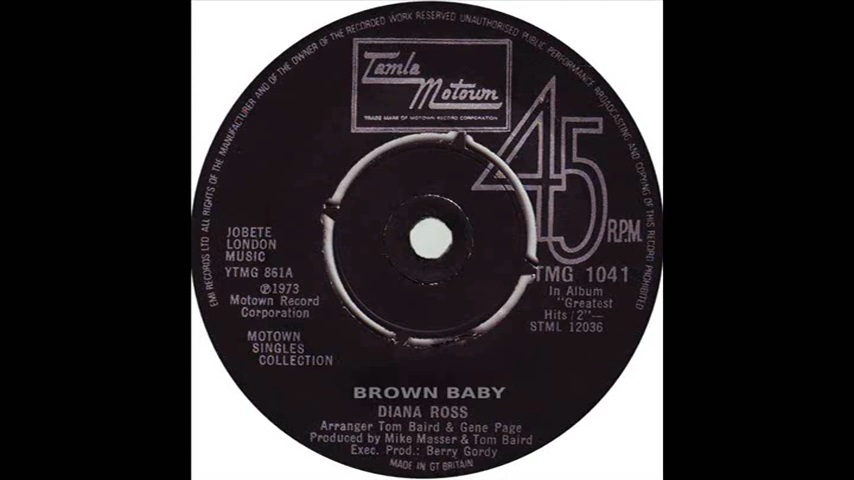 EMI RECORDS LTD ALL RIGHTS OF THE MANUFACTURER AND OF THE OWNER OF THE RECORDED WORK RESERVED UNAUTHORISED PUBLIC PERFORMANCE BROADCASTING AND COPYING OF THIS RECORD PROHIBITED
Tamla
Motown
TRADE MARK OF MOTOWN RECORD CORPORATION
45
R.P.M.
JOBETE
LONDON
MUSIC
YTMG 861A
℗1973
Motown Record
Corporation
MOTOWN
SINGLES
COLLECTION
TMG 1041
In Album
"Greatest
Hits/2"—
STML 12036
BROWN BABY
DIANA ROSS
Arranger Tom Baird & Gene Page
Produced by Mike Masser & Tom Baird
Exec. Prod.: Berry Gordy
MADE IN GT BRITAIN